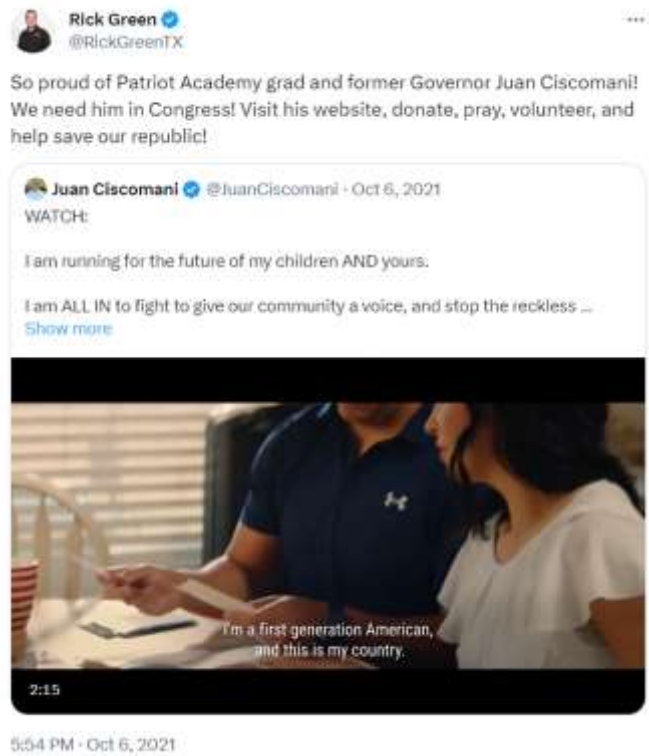 Rick Green
@RickGreenTX
So proud of Patriot Academy grad and former Governor Juan Ciscomani!
We need him in Congress! Visit his website, donate, pray, volunteer, and
help save our republic!
Juan Ciscomani @JuanCiscomani · Oct 6, 2021
WATCH:
I am running for the future of my children AND yours.
I am ALL IN to fight to give our community a voice, and stop the reckless ...
Show more
I'm a first generation American,
and this is my country.
2:15
5:54 PM · Oct 6, 2021